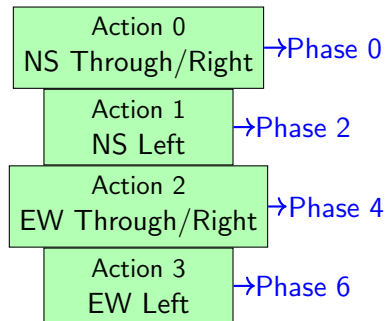 Action 0
NS Through/Right
→Phase 0
Action 1
NS Left
→Phase 2
Action 2
EW Through/Right
→Phase 4
Action 3
EW Left
→Phase 6